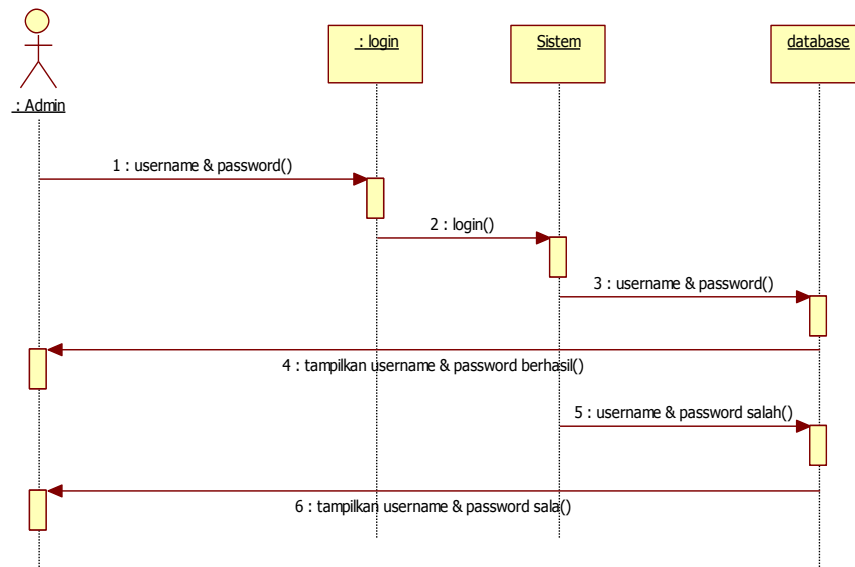 : login
Sistem
database
: Admin
1 : username & password()
2 : login()
3 : username & password()
4 : tampilkan username & password berhasil()
5 : username & password salah()
6 : tampilkan username & password sala()